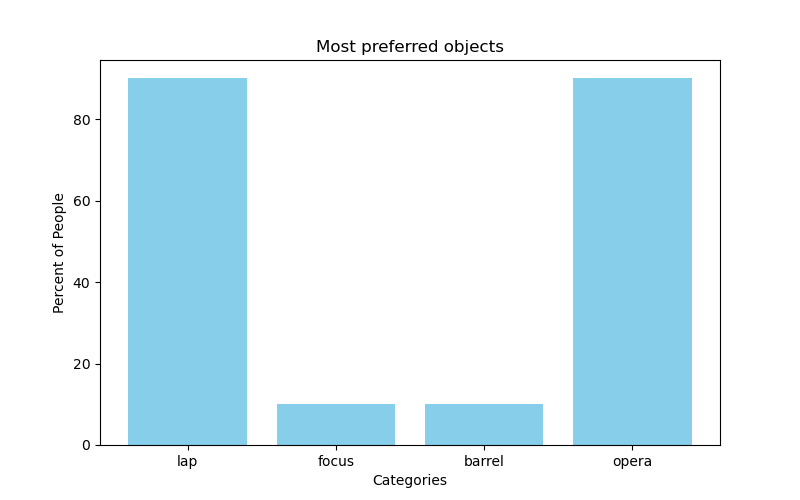 Most preferred objects
Percent of People
80
60
40
20
0
lap focus barrel opera
Categories